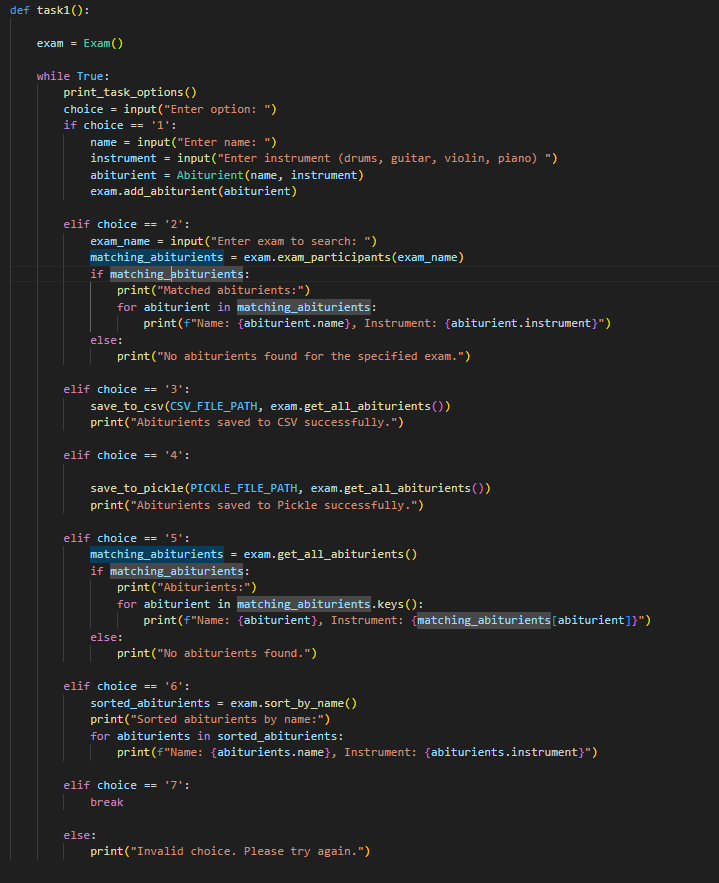 def task1():
    exam = Exam()
    while True:
        print_task_options()
        choice = input("Enter option: ")
        if choice == '1':
            name = input("Enter name: ")
            instrument = input("Enter instrument (drums, guitar, violin, piano) ")
            abiturient = Abiturient(name, instrument)
            exam.add_abiturient(abiturient)
        elif choice == '2':
            exam_name = input("Enter exam to search: ")
            matching_abiturients = exam.exam_participants(exam_name)
            if matching_abiturients:
                print("Matched abiturients:")
                for abiturient in matching_abiturients:
                    print(f"Name: {abiturient.name}, Instrument: {abiturient.instrument}")
            else:
                print("No abiturients found for the specified exam.")
        elif choice == '3':
            save_to_csv(CSV_FILE_PATH, exam.get_all_abiturients())
            print("Abiturients saved to CSV successfully.")
        elif choice == '4':
            save_to_pickle(PICKLE_FILE_PATH, exam.get_all_abiturients())
            print("Abiturients saved to Pickle successfully.")
        elif choice == '5':
            matching_abiturients = exam.get_all_abiturients()
            if matching_abiturients:
                print("Abiturients:")
                for abiturient in matching_abiturients.keys():
                    print(f"Name: {abiturient}, Instrument: {matching_abiturients[abiturient]}")
            else:
                print("No abiturients found.")
        elif choice == '6':
            sorted_abiturients = exam.sort_by_name()
            print("Sorted abiturients by name:")
            for abiturients in sorted_abiturients:
                print(f"Name: {abiturients.name}, Instrument: {abiturients.instrument}")
        elif choice == '7':
            break
        else:
            print("Invalid choice. Please try again.")